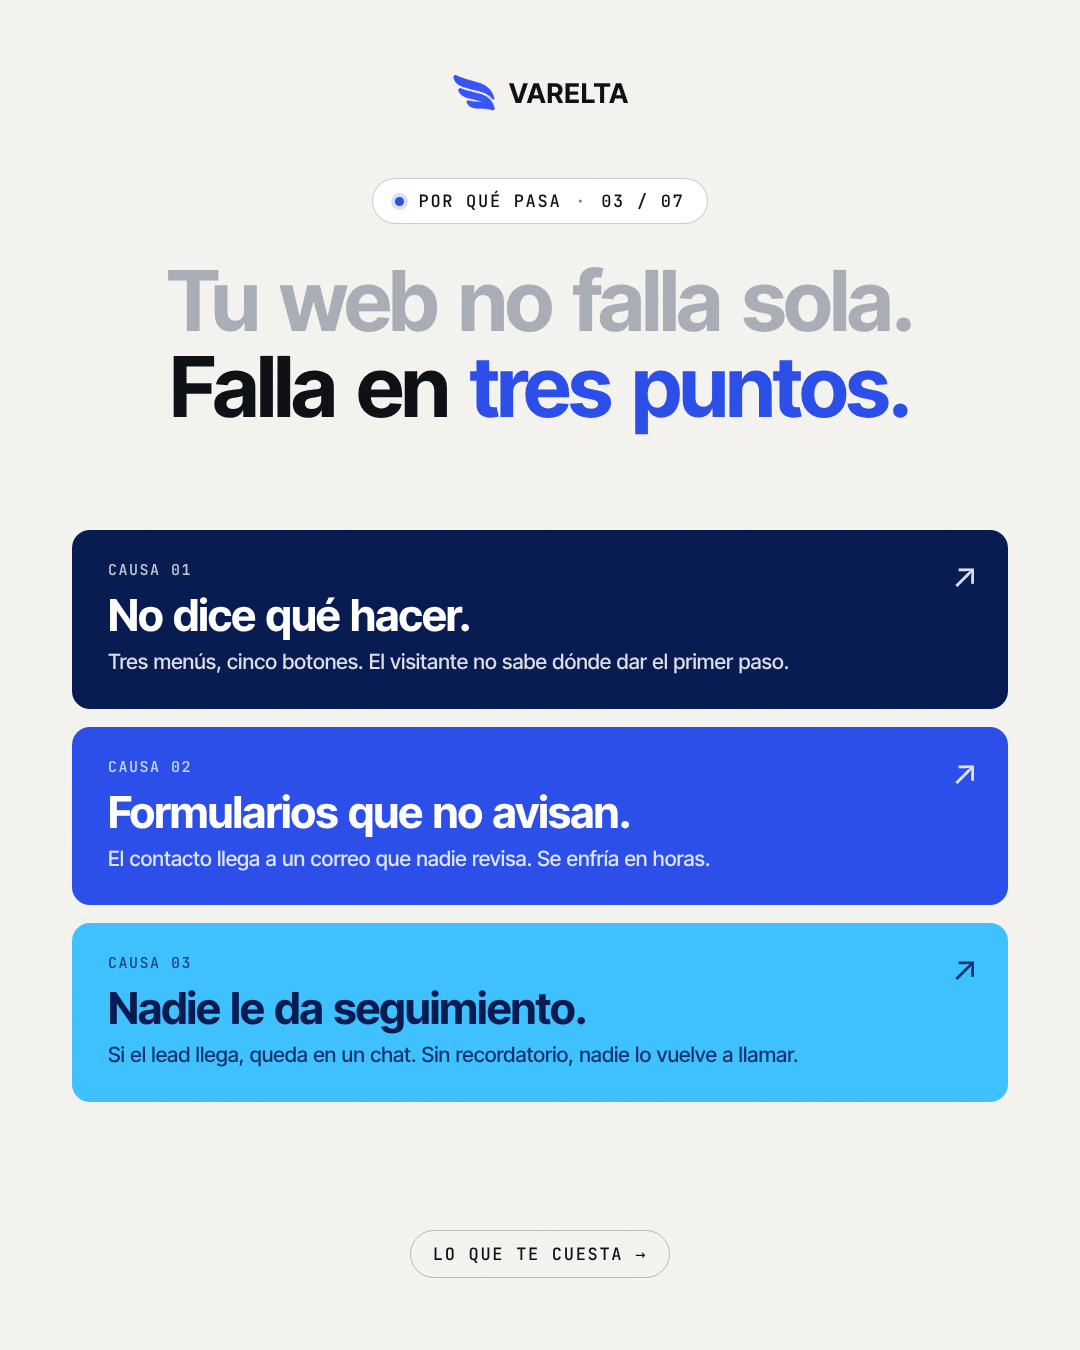 VARELTA
POR QUÉ PASA · 03 / 07
Tu web no falla sola.
Falla en tres puntos.
CAUSA 01
No dice qué hacer.
Tres menús, cinco botones. El visitante no sabe dónde dar el primer paso.
CAUSA 02
Formularios que no avisan.
El contacto llega a un correo que nadie revisa. Se enfría en horas.
CAUSA 03
Nadie le da seguimiento.
Si el lead llega, queda en un chat. Sin recordatorio, nadie lo vuelve a llamar.
LO QUE TE CUESTA →